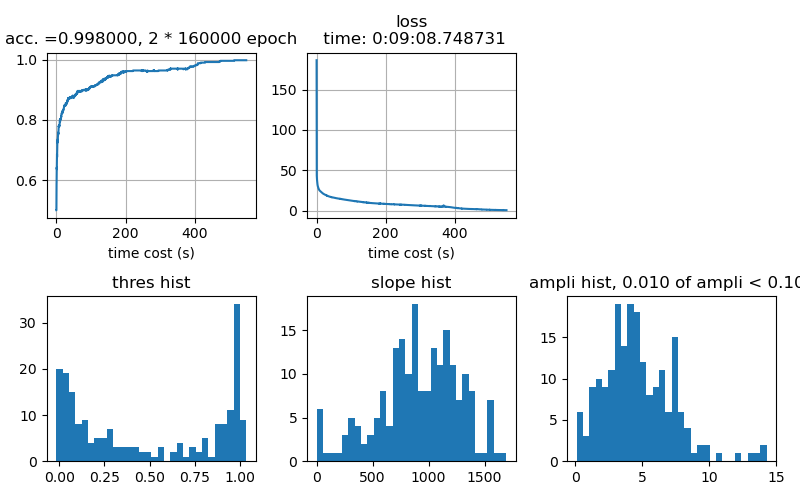 acc. =0.998000, 2 * 160000 epoch
loss
time: 0:09:08.748731
1.0
0.8
0.6
0 200 400
time cost (s)
150
100
50
0
0 200 400
time cost (s)
thres hist
slope hist
ampli hist, 0.010 of ampli < 0.10
30
20
10
0
0.00 0.25 0.50 0.75 1.00
15
10
5
0
0 500 1000 1500
15
10
5
0
0 5 10 15